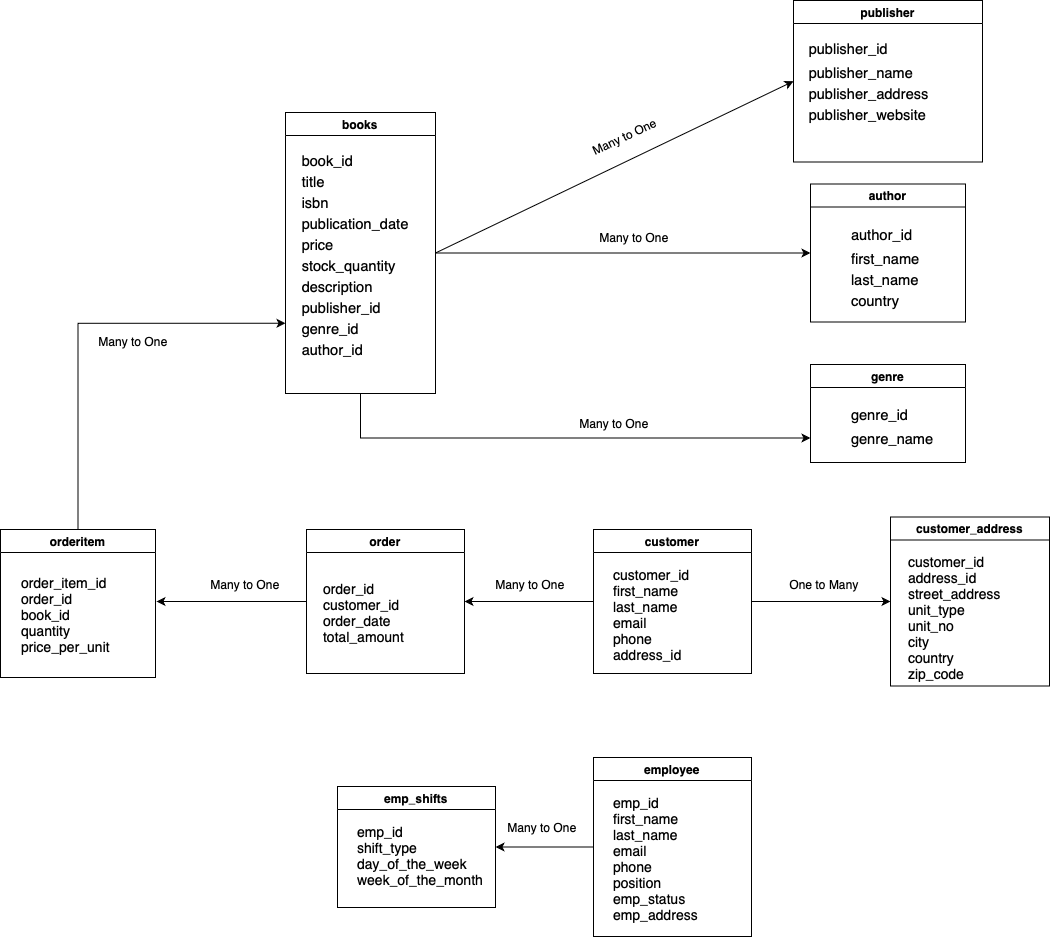 publisher
publisher_id
publisher_name
publisher_address
publisher_website
books
book_id
title
isbn
publication_date
price
stock_quantity
description
publisher_id
genre_id
author_id
Many to One
author
author_id
first_name
last_name
country
Many to One
Many to One
genre
genre_id
genre_name
Many to One
orderitem
order_item_id
order_id
book_id
quantity
price_per_unit
Many to One
order
order_id
customer_id
order_date
total_amount
Many to One
customer
customer_id
first_name
last_name
email
phone
address_id
One to Many
customer_address
customer_id
address_id
street_address
unit_type
unit_no
city
country
zip_code
emp_shifts
emp_id
shift_type
day_of_the_week
week_of_the_month
Many to One
employee
emp_id
first_name
last_name
email
phone
position
emp_status
emp_address